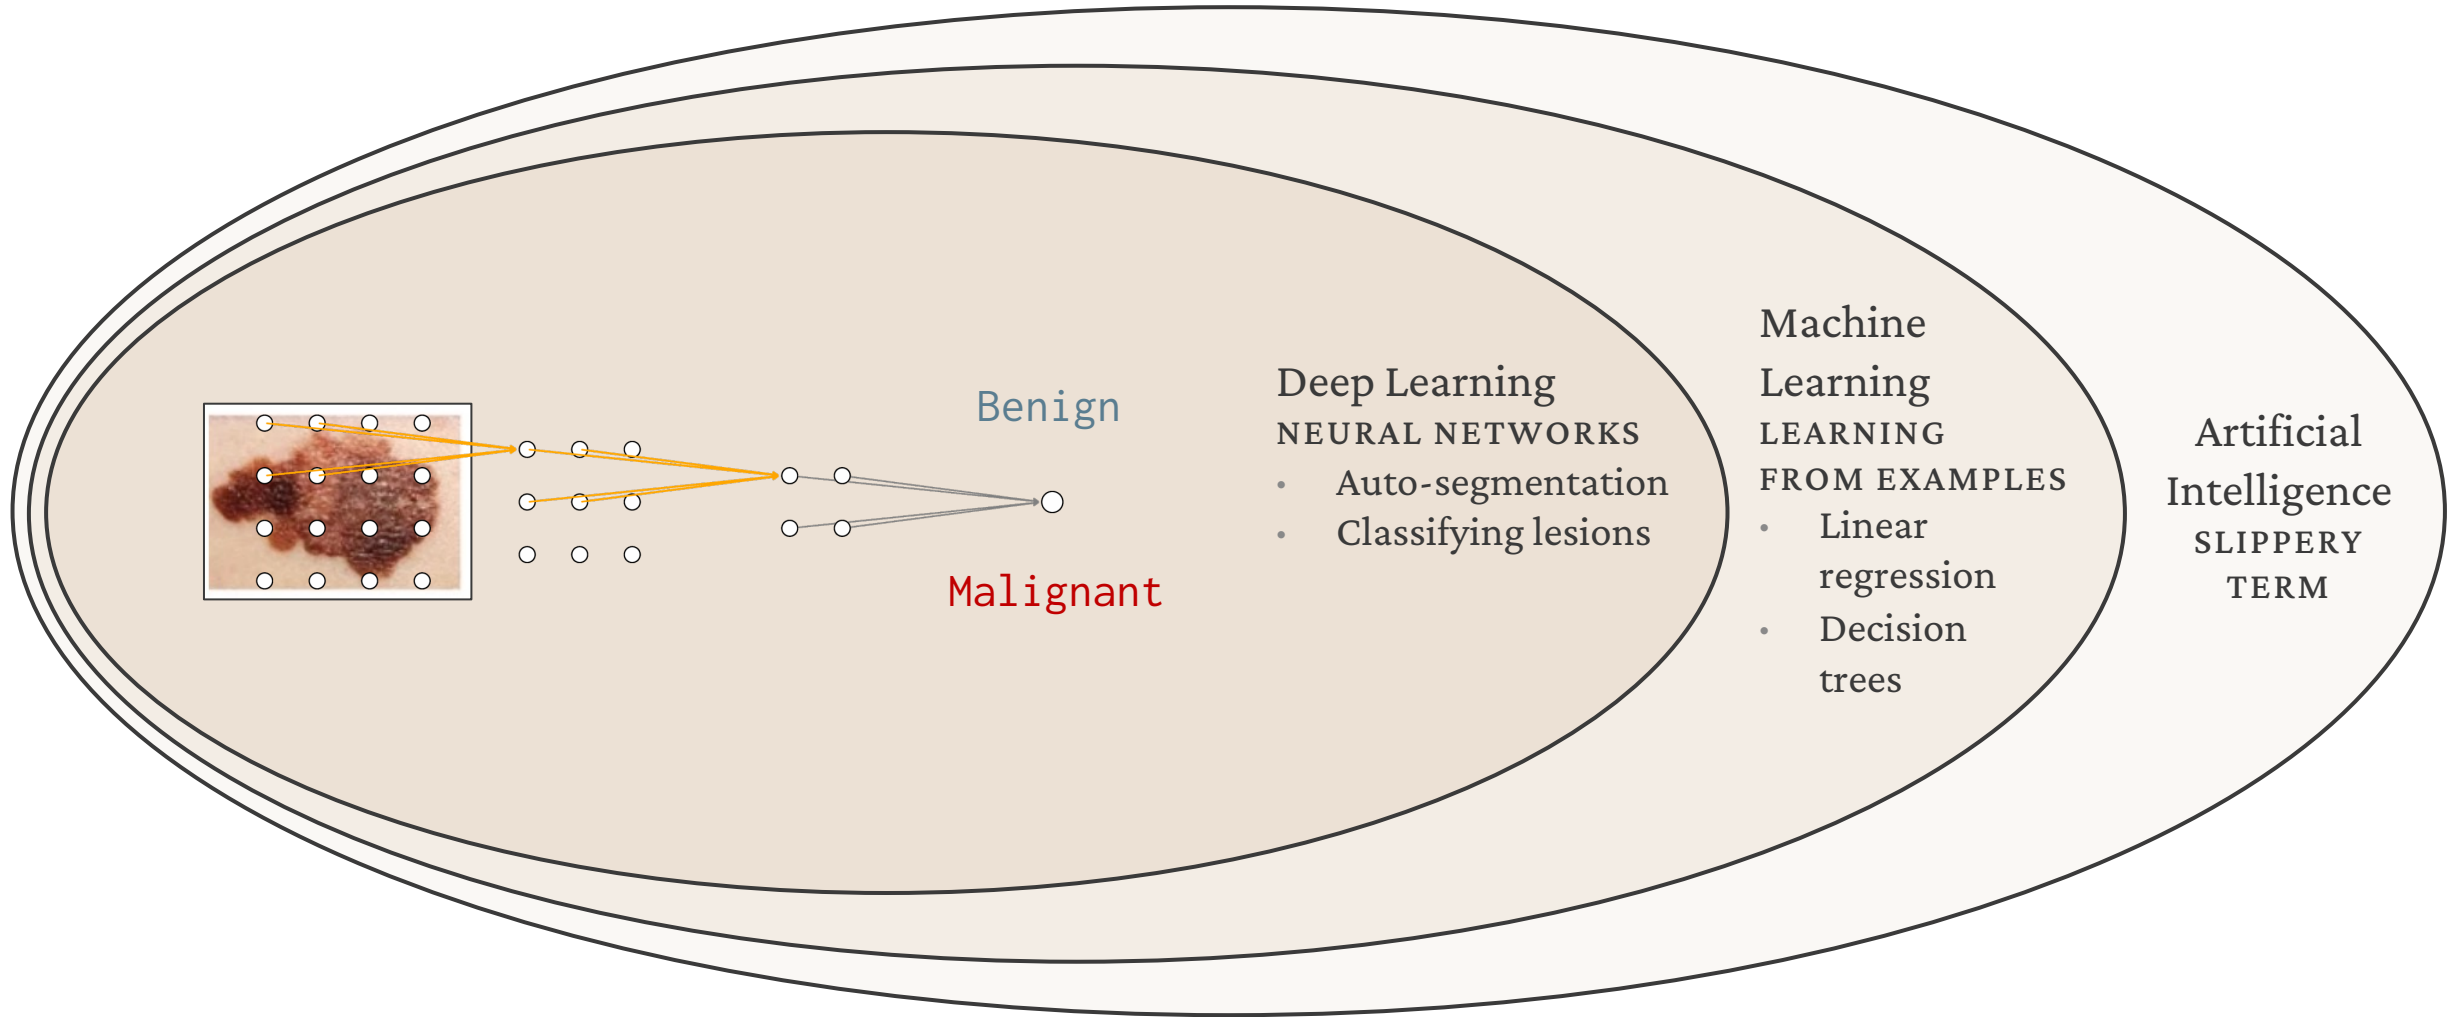 Benign
Malignant
Deep Learning
NEURAL NETWORKS
• Auto-segmentation
• Classifying lesions
Machine
Learning
LEARNING
FROM EXAMPLES
• Linear
regression
• Decision
trees
Artificial
Intelligence
SLIPPERY
TERM